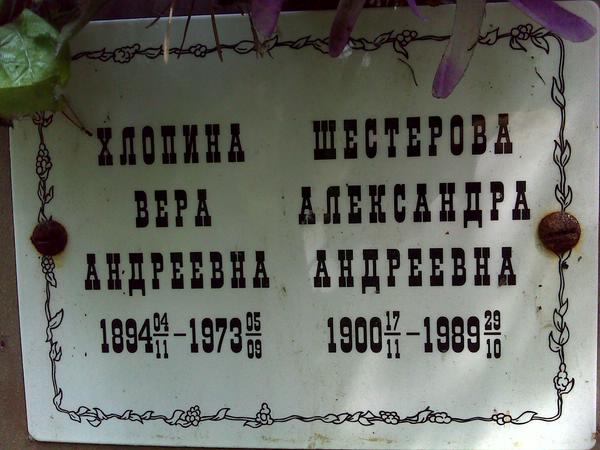 ХЛОПИНА
ВЕРА
АНДРЕЕВНА
1894 04/11 – 1973 05/09
ШЕСТЕРОВА
АЛЕКСАНДРА
АНДРЕЕВНА
1900 17/11 – 1989 29/10